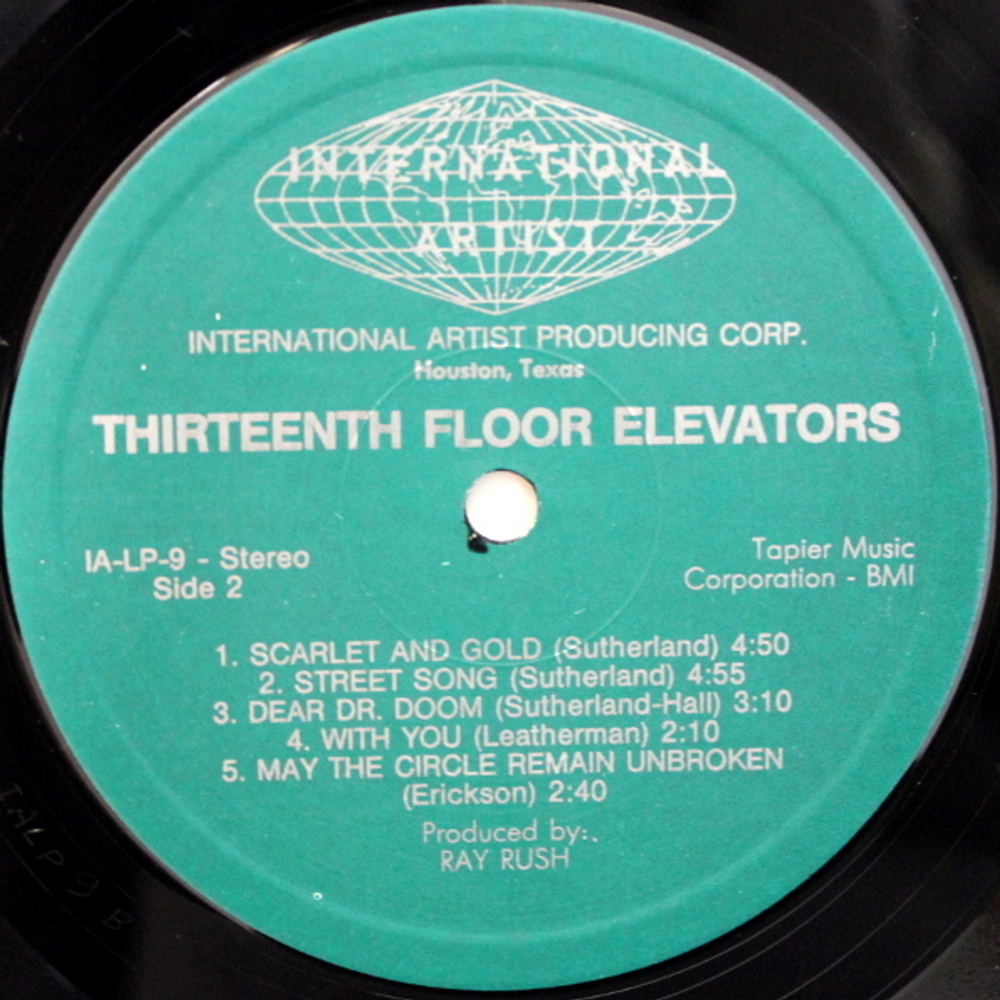 INTERNATIONAL
ARTIST
INTERNATIONAL ARTIST PRODUCING CORP.
Houston, Texas
THIRTEENTH FLOOR ELEVATORS
IA-LP-9 - Stereo
Side 2
Tapier Music
Corporation - BMI
1. SCARLET AND GOLD (Sutherland) 4:50
2. STREET SONG (Sutherland) 4:55
3. DEAR DR. DOOM (Sutherland-Hall) 3:10
4. WITH YOU (Leatherman) 2:10
5. MAY THE CIRCLE REMAIN UNBROKEN
(Erickson) 2:40
Produced by:.
RAY RUSH
IALP 9 B